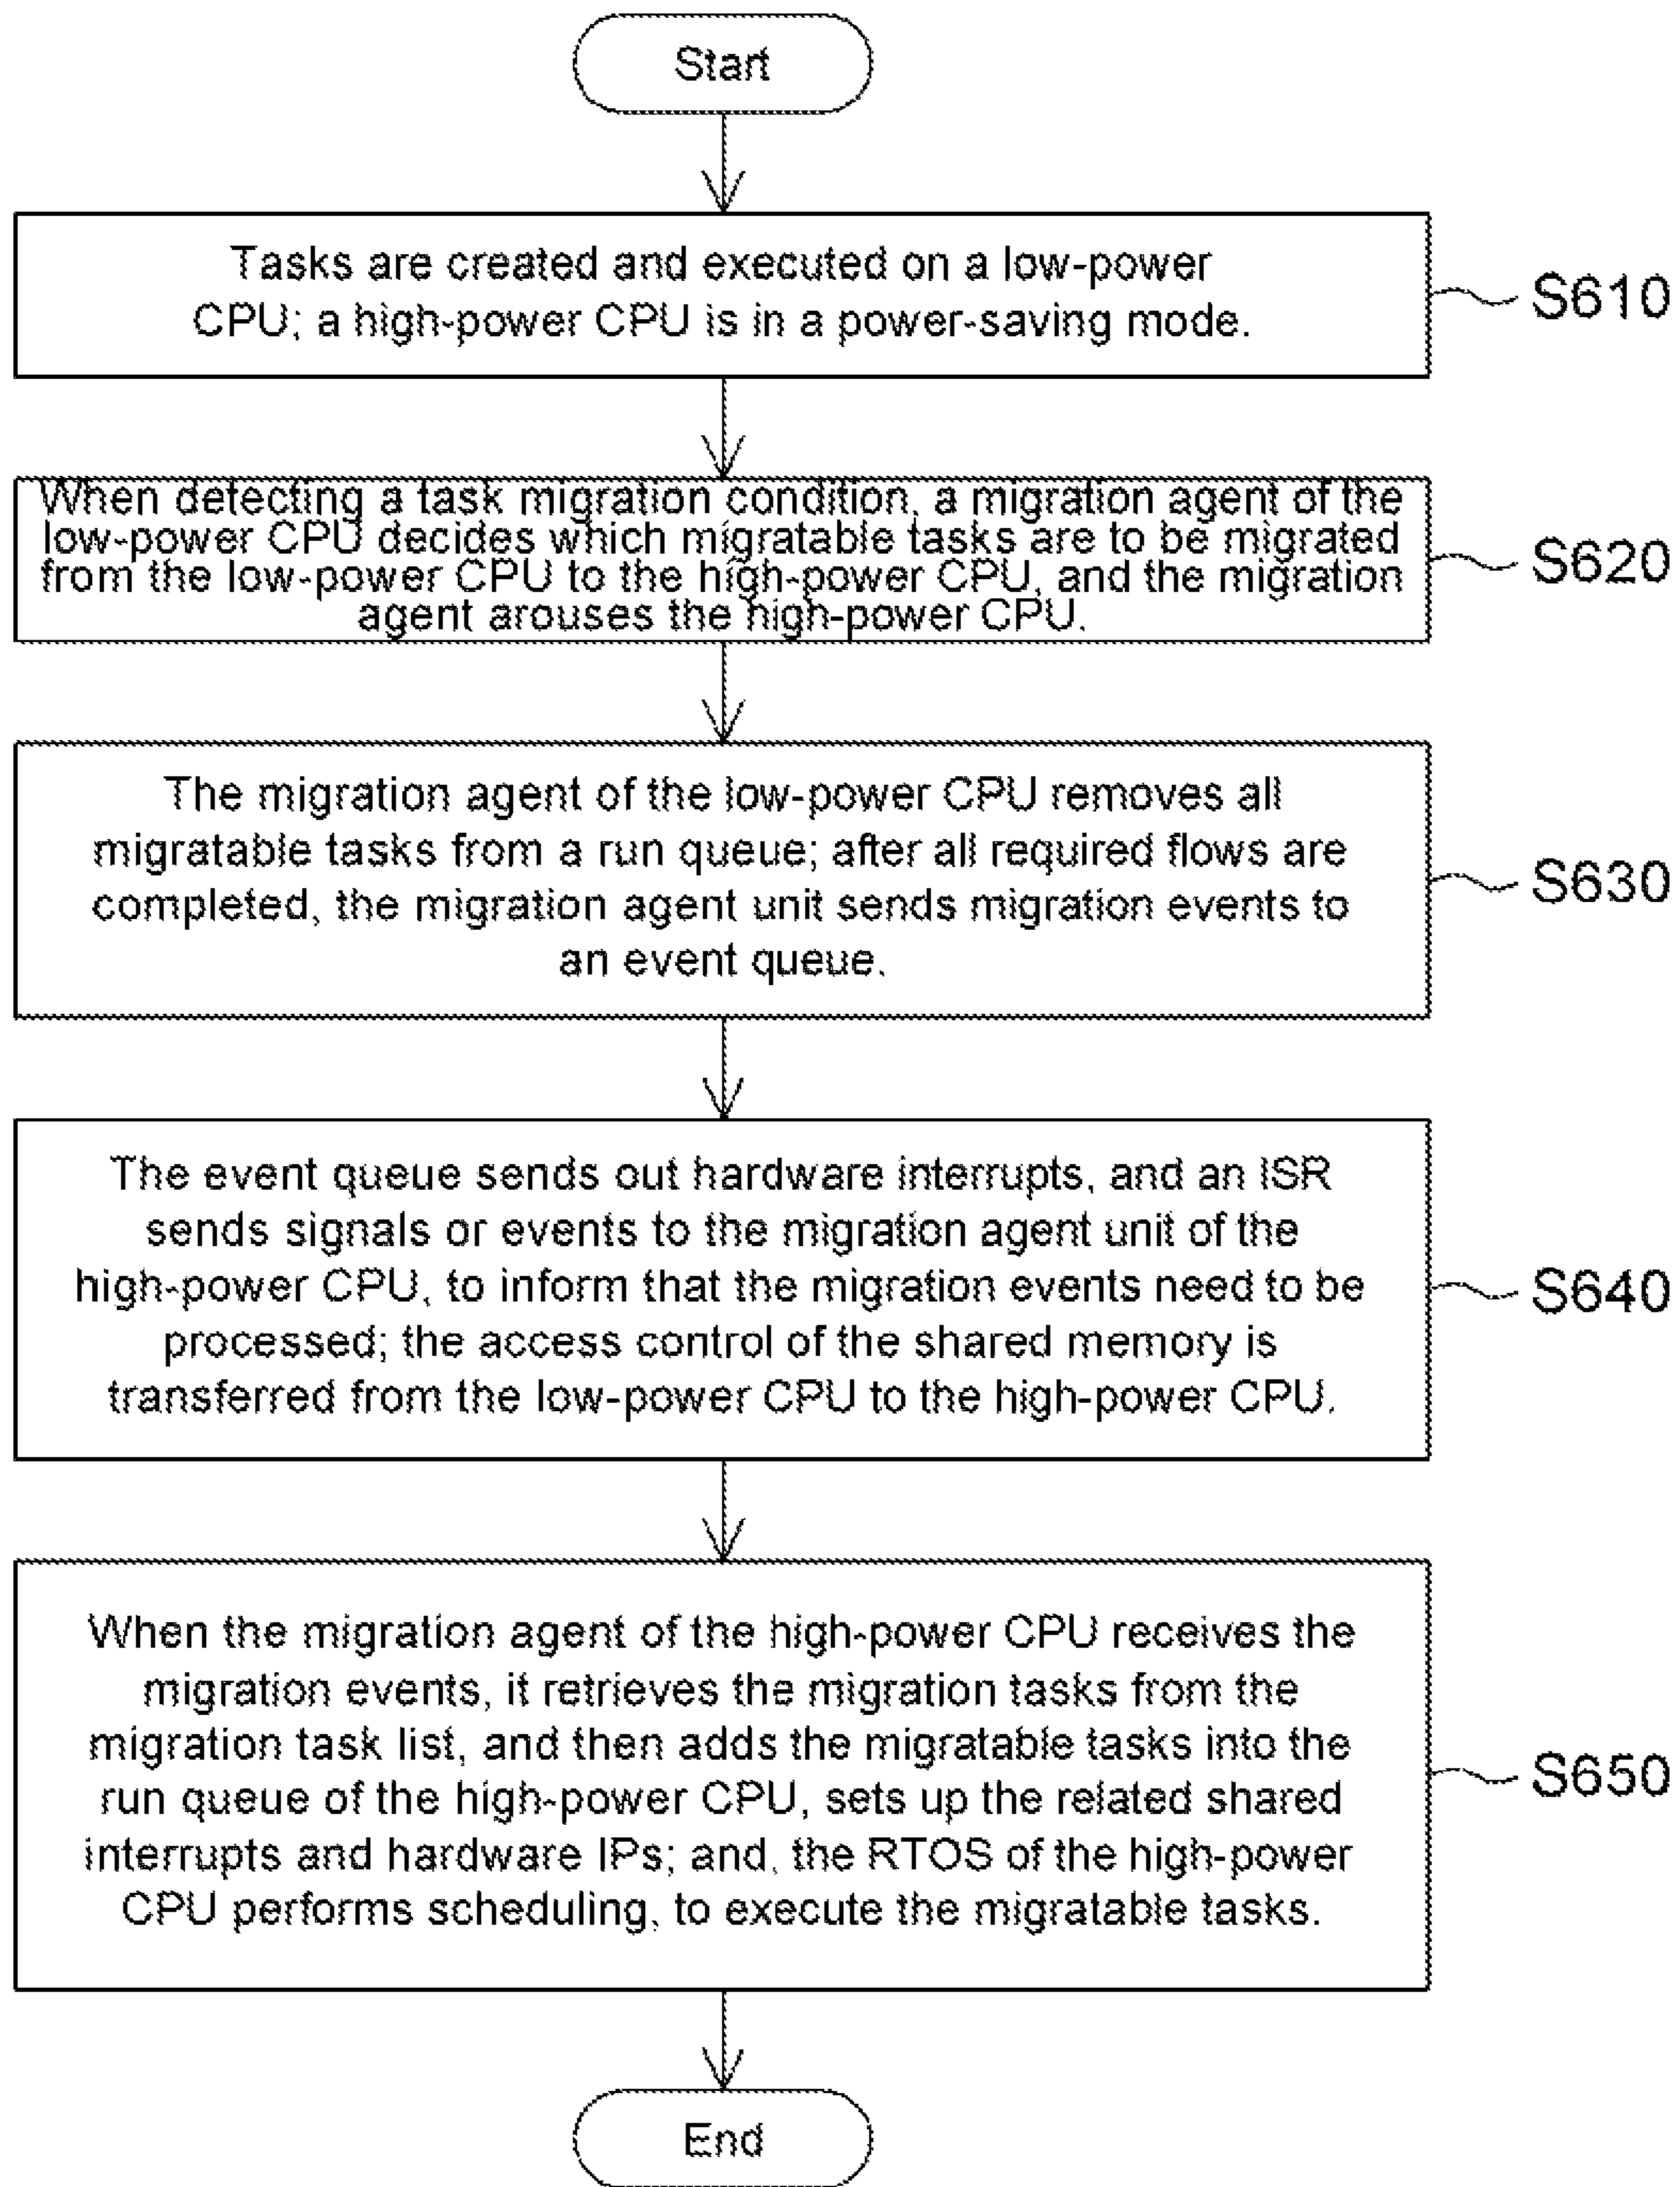 Start
Tasks are created and executed on a low-power
CPU; a high-power CPU is in a power-saving mode.
S610
When detecting a task migration condition, a migration agent of the
low-power CPU decides which migratable tasks are to be migrated
from the low-power CPU to the high-power CPU, and the migration
agent arouses the high-power CPU.
S620
The migration agent of the low-power CPU removes all
migratable tasks from a run queue; after all required flows are
completed, the migration agent unit sends migration events to
an event queue.
S630
The event queue sends out hardware interrupts, and an ISR
sends signals or events to the migration agent unit of the
high-power CPU, to inform that the migration events need to be
processed; the access control of the shared memory is
transferred from the low-power CPU to the high-power CPU.
S640
When the migration agent of the high-power CPU receives the
migration events, it retrieves the migration tasks from the
migration task list, and then adds the migratable tasks into the
run queue of the high-power CPU, sets up the related shared
interrupts and hardware IPs; and, the RTOS of the high-power
CPU performs scheduling, to execute the migratable tasks.
S650
End